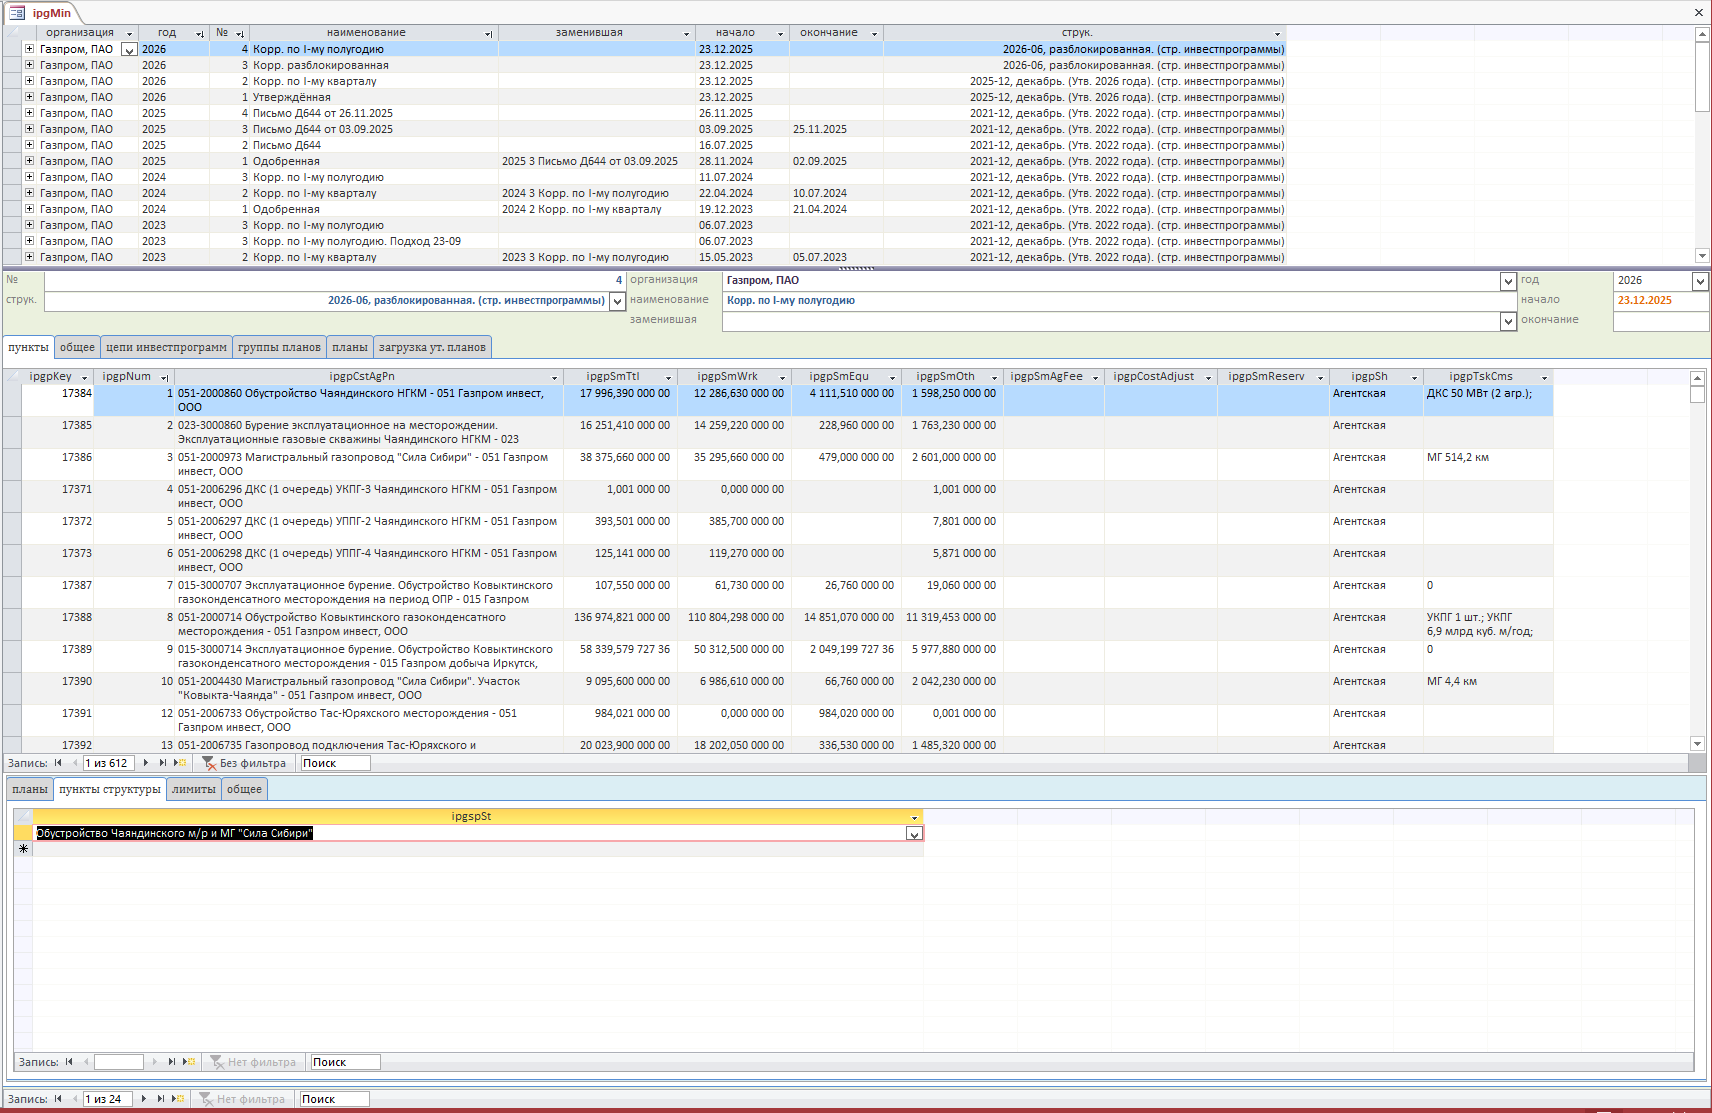 ipgMin
организация год № наименование заменившая начало окончание струк.
Газпром, ПАО 2026 4 Корр. по I-му полугодию 23.12.2025 2026-06, разблокированная. (стр. инвестпрограммы)
Газпром, ПАО 2026 3 Корр. разблокированная 23.12.2025 2026-06, разблокированная. (стр. инвестпрограммы)
Газпром, ПАО 2026 2 Корр. по I-му кварталу 23.12.2025 2025-12, декабрь. (Утв. 2026 года). (стр. инвестпрограммы)
Газпром, ПАО 2026 1 Утверждённая 23.12.2025 2025-12, декабрь. (Утв. 2026 года). (стр. инвестпрограммы)
Газпром, ПАО 2025 4 Письмо Д644 от 26.11.2025 26.11.2025 2021-12, декабрь. (Утв. 2022 года). (стр. инвестпрограммы)
Газпром, ПАО 2025 3 Письмо Д644 от 03.09.2025 03.09.2025 25.11.2025 2021-12, декабрь. (Утв. 2022 года). (стр. инвестпрограммы)
Газпром, ПАО 2025 2 Письмо Д644 16.07.2025 2021-12, декабрь. (Утв. 2022 года). (стр. инвестпрограммы)
Газпром, ПАО 2025 1 Одобренная 2025 3 Письмо Д644 от 03.09.2025 28.11.2024 02.09.2025 2021-12, декабрь. (Утв. 2022 года). (стр. инвестпрограммы)
Газпром, ПАО 2024 3 Корр. по I-му полугодию 11.07.2024 2021-12, декабрь. (Утв. 2022 года). (стр. инвестпрограммы)
Газпром, ПАО 2024 2 Корр. по I-му кварталу 2024 3 Корр. по I-му полугодию 22.04.2024 10.07.2024 2021-12, декабрь. (Утв. 2022 года). (стр. инвестпрограммы)
Газпром, ПАО 2024 1 Одобренная 2024 2 Корр. по I-му кварталу 19.12.2023 21.04.2024 2021-12, декабрь. (Утв. 2022 года). (стр. инвестпрограммы)
Газпром, ПАО 2023 3 Корр. по I-му полугодию 06.07.2023 2021-12, декабрь. (Утв. 2022 года). (стр. инвестпрограммы)
Газпром, ПАО 2023 3 Корр. по I-му полугодию. Подход 23-09 06.07.2023 2021-12, декабрь. (Утв. 2022 года). (стр. инвестпрограммы)
Газпром, ПАО 2023 2 Корр. по I-му кварталу 2023 3 Корр. по I-му полугодию 15.05.2023 05.07.2023 2021-12, декабрь. (Утв. 2022 года). (стр. инвестпрограммы)
№ 4 организация Газпром, ПАО год 2026
струк. 2026-06, разблокированная. (стр. инвестпрограммы) наименование Корр. по I-му полугодию начало 23.12.2025
заменившая окончание
пункты общее цепи инвестпрограмм группы планов планы загрузка ут. планов
ipgpKey ipgpNum ipgpCstAgPn ipgpSmTtl ipgpSmWrk ipgpSmEqu ipgpSmOth ipgpSmAgFee ipgpCostAdjust ipgpSmReserv ipgpSh ipgpTskCms
17384 1 051-2000860 Обустройство Чаяндинского НГКМ - 051 Газпром инвест, 17 996,390 000 00 12 286,630 000 00 4 111,510 000 00 1 598,250 000 00 Агентская ДКС 50 МВт (2 агр.);
ООО
17385 2 023-3000860 Бурение эксплуатационное на месторождении. 16 251,410 000 00 14 259,220 000 00 228,960 000 00 1 763,230 000 00 Агентская
Эксплуатационные газовые скважины Чаяндинского НГКМ - 023
17386 3 051-2000973 Магистральный газопровод "Сила Сибири" - 051 Газпром 38 375,660 000 00 35 295,660 000 00 479,000 000 00 2 601,000 000 00 Агентская МГ 514,2 км
инвест, ООО
17371 4 051-2006296 ДКС (1 очередь) УКПГ-3 Чаяндинского НГКМ - 051 Газпром 1,001 000 00 0,000 000 00 1,001 000 00 Агентская
инвест, ООО
17372 5 051-2006297 ДКС (1 очередь) УППГ-2 Чаяндинского НГКМ - 051 Газпром 393,501 000 00 385,700 000 00 7,801 000 00 Агентская
инвест, ООО
17373 6 051-2006298 ДКС (1 очередь) УППГ-4 Чаяндинского НГКМ - 051 Газпром 125,141 000 00 119,270 000 00 5,871 000 00 Агентская
инвест, ООО
17387 7 015-3000707 Эксплуатационное бурение. Обустройство Ковыктинского 107,550 000 00 61,730 000 00 26,760 000 00 19,060 000 00 Агентская 0
газоконденсатного месторождения на период ОПР - 015 Газпром
17388 8 051-2000714 Обустройство Ковыктинского газоконденсатного 136 974,821 000 00 110 804,298 000 00 14 851,070 000 00 11 319,453 000 00 Агентская УКПГ 1 шт.; УКПГ
месторождения - 051 Газпром инвест, ООО 6,9 млрд куб. м/год;
17389 9 015-3000714 Эксплуатационное бурение. Обустройство Ковыктинского 58 339,579 727 36 50 312,500 000 00 2 049,199 727 36 5 977,880 000 00 Агентская 0
газоконденсатного месторождения - 015 Газпром добыча Иркутск,
17390 10 051-2004430 Магистральный газопровод "Сила Сибири". Участок 9 095,600 000 00 6 986,610 000 00 66,760 000 00 2 042,230 000 00 Агентская МГ 4,4 км
"Ковыкта-Чаянда" - 051 Газпром инвест, ООО
17391 12 051-2006733 Обустройство Тас-Юряхского месторождения - 051 984,021 000 00 0,000 000 00 984,020 000 00 0,001 000 00 Агентская
Газпром инвест, ООО
17392 13 051-2006735 Газопровод подключения Тас-Юряхского и 20 023,900 000 00 18 202,050 000 00 336,530 000 00 1 485,320 000 00 Агентская
Запись: 1 из 612 Без фильтра Поиск
планы пункты структуры лимиты общее
ipgspSt
Обустройство Чаяндинского м/р и МГ "Сила Сибири"
Запись: Нет фильтра Поиск
Запись: 1 из 24 Нет фильтра Поиск